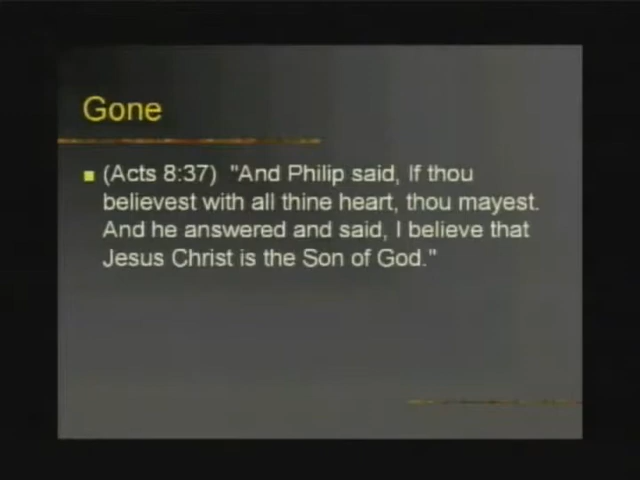 Gone
(Acts 8:37) "And Philip said, If thou
believest with all thine heart, thou mayest.
And he answered and said, I believe that
Jesus Christ is the Son of God."